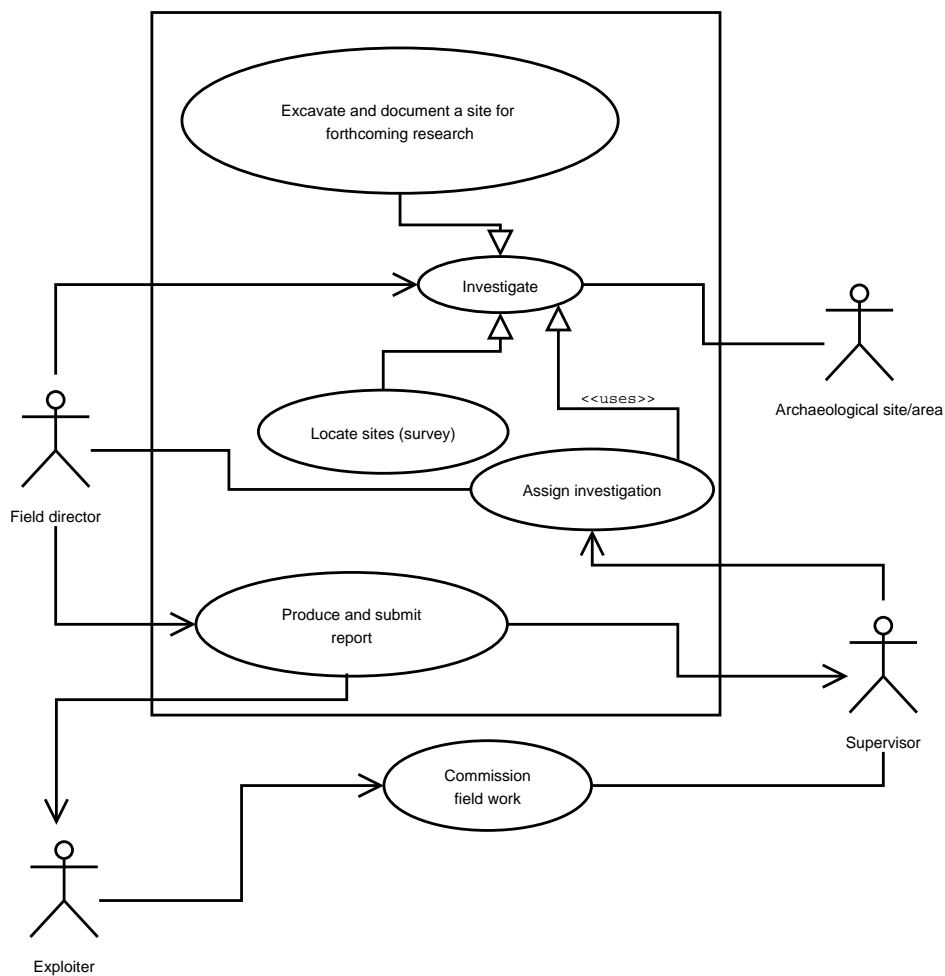 Excavate and document a site for
forthcoming research
Investigate
Archaeological site/area
<<uses>>
Locate sites (survey)
Assign investigation
Field director
Produce and submit
report
Supervisor
Commission
field work
Exploiter